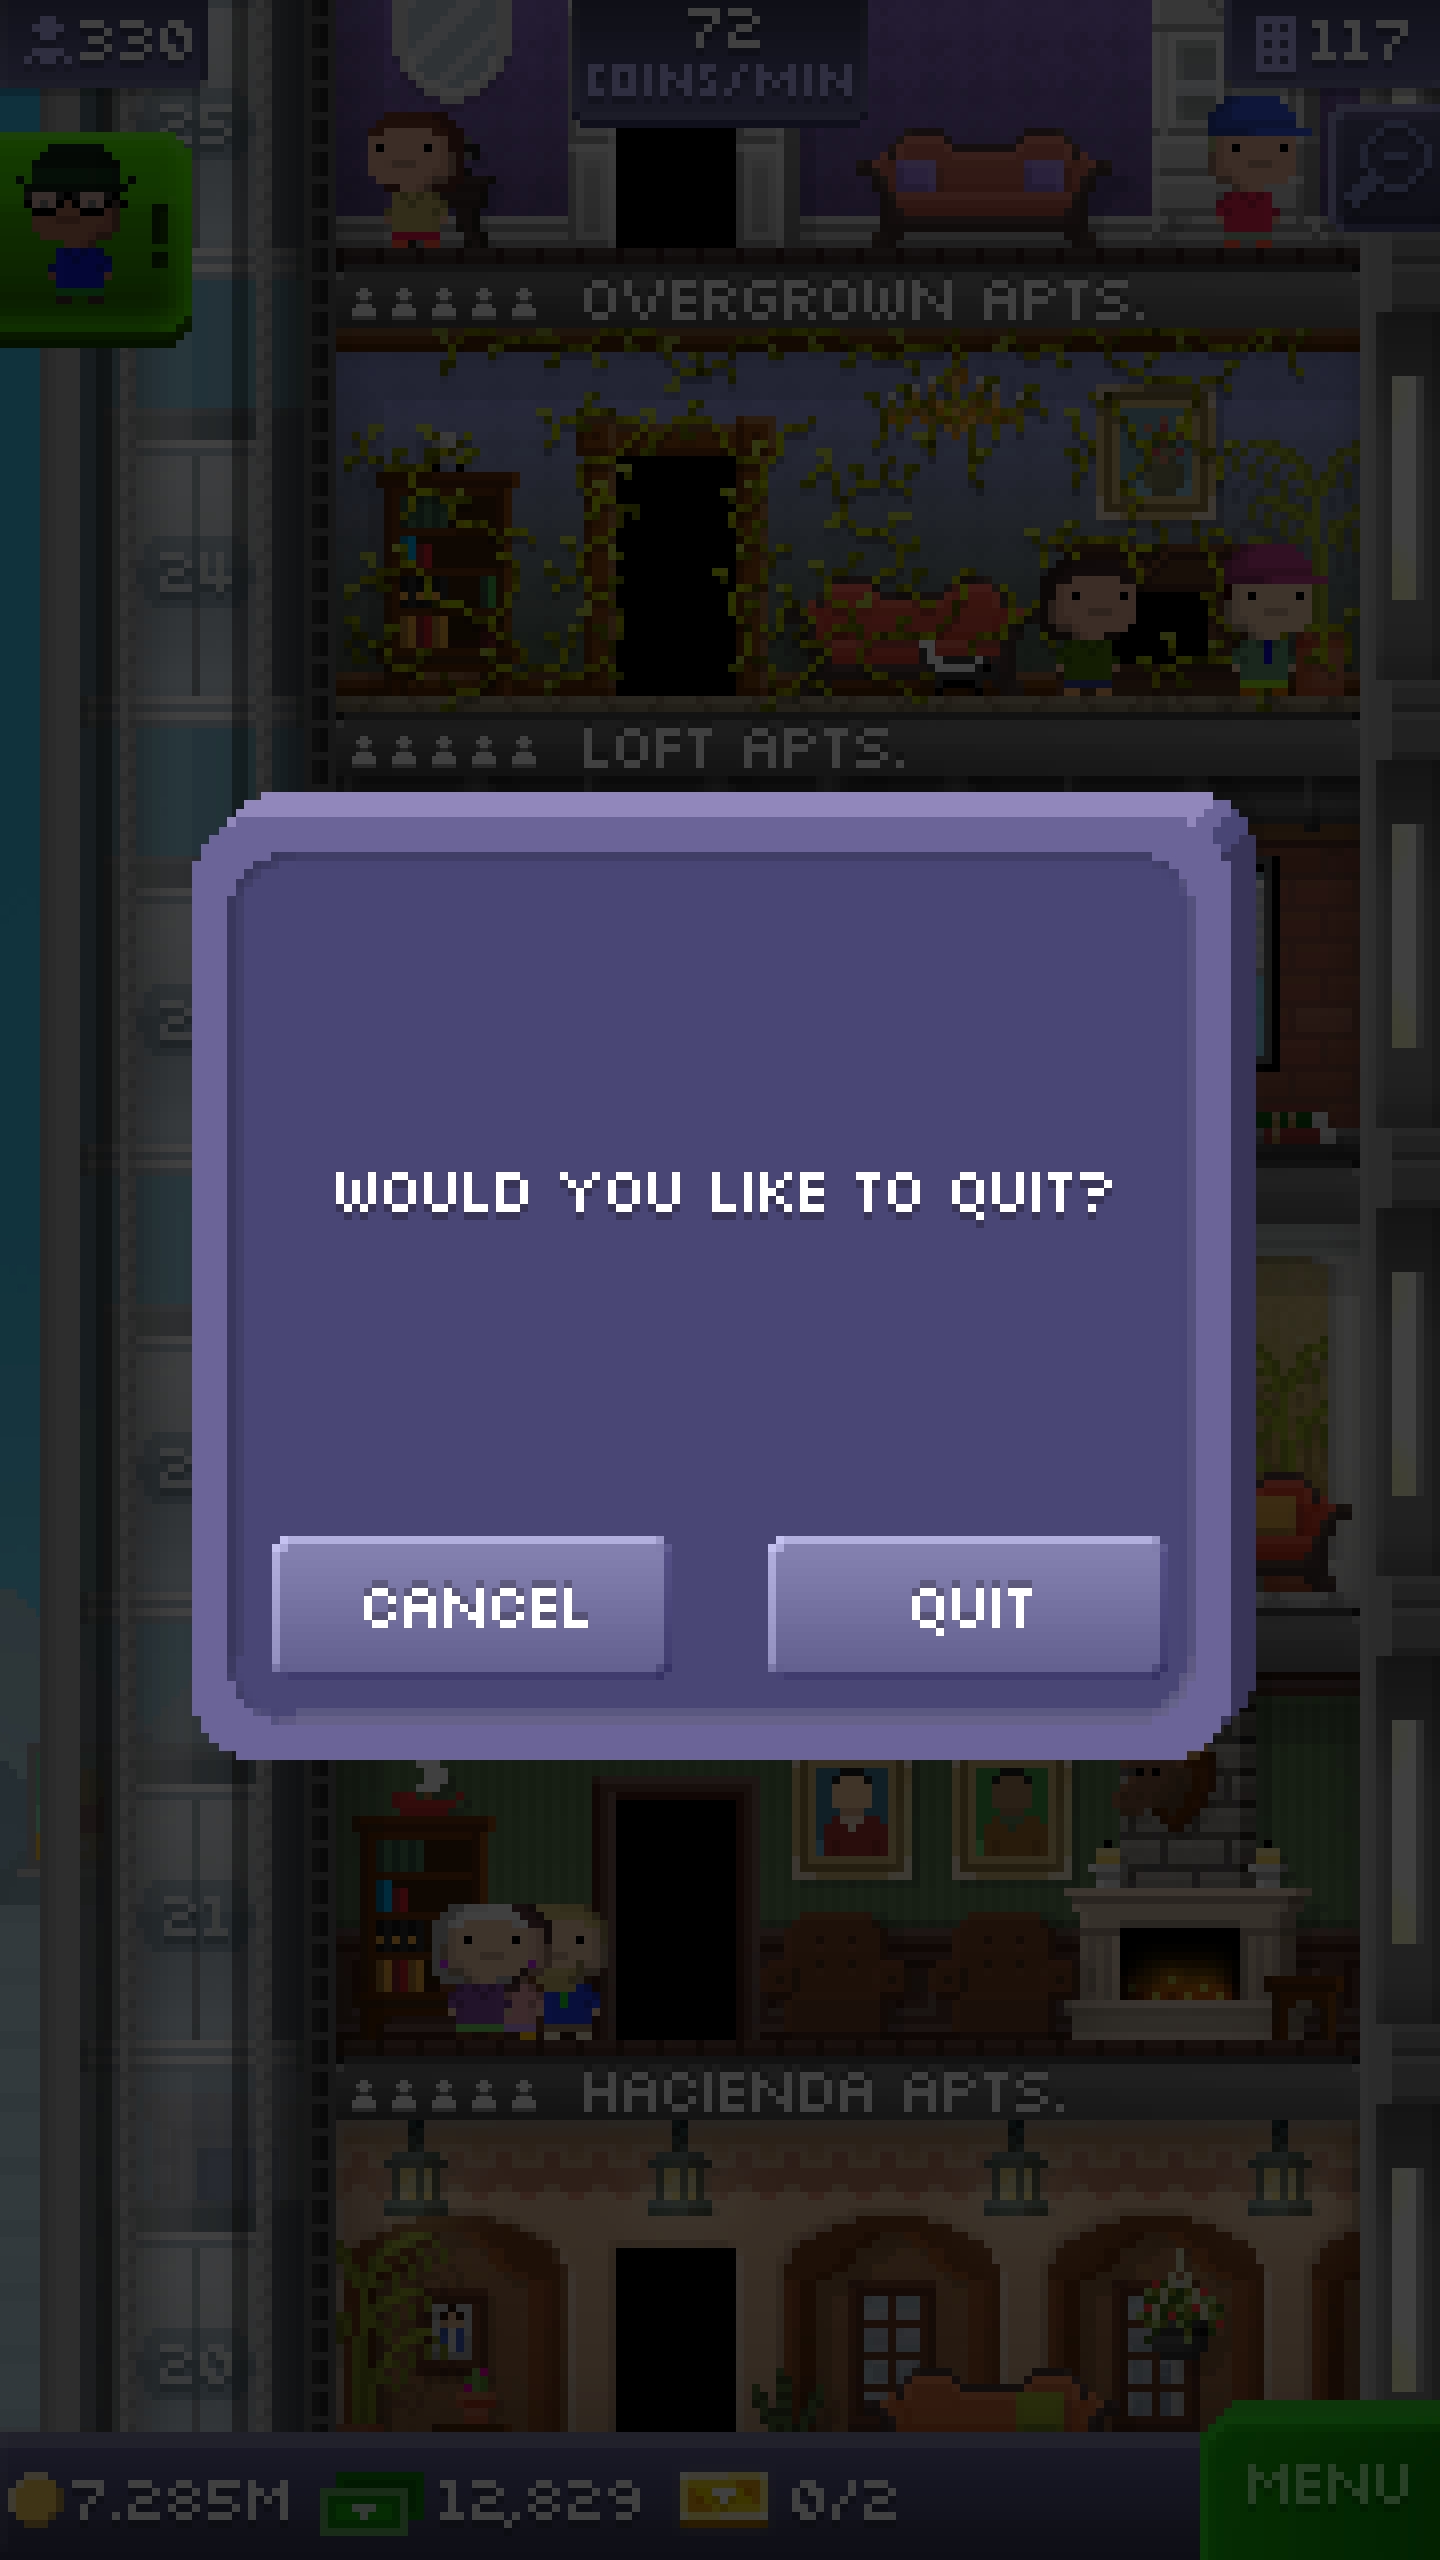 330
72
COINS/MIN
117
!
OVERGROWN APTS.
24
LOFT APTS.
WOULD YOU LIKE TO QUIT?
CANCEL
QUIT
21
HACIENDA APTS.
20
7.285M
12,829
0/2
MENU